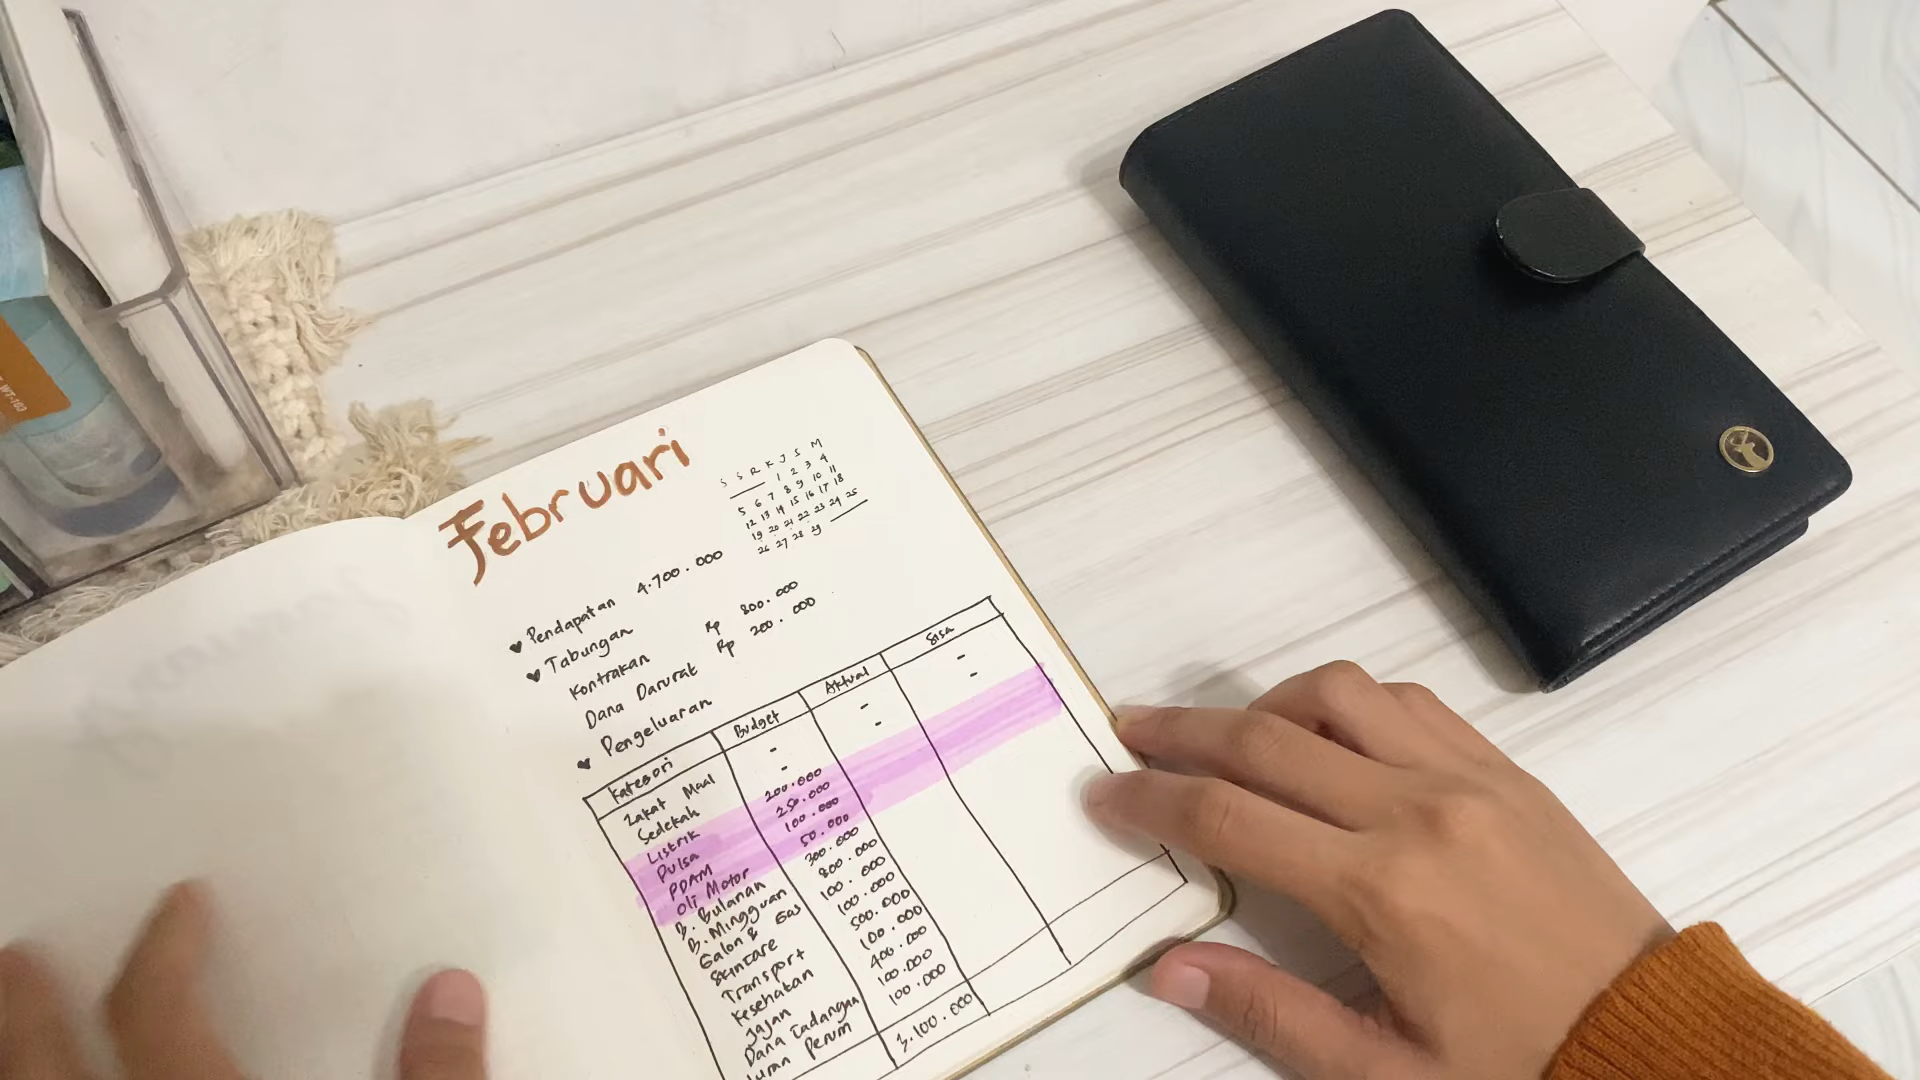 W7-103
Februari
S S R K J S M
1 2 3 4
5 6 7 8 9 10 11
12 13 14 15 16 17 18
19 20 21 22 23 24 25
26 27 28 29
Pendapatan 4.700.000
Tabungan
Kontrakan Rp 800.000
Dana Darurat Rp 200.000
Pengeluaran
Kategori Budget Aktual Sisa
Zakat Maal - - -
Sedekah - - -
Listrik 200.000
Pulsa 250.000
PDAM 100.000
Oli Motor 50.000
B. Bulanan 300.000
B. Mingguan 800.000
Galon & Gas 100.000
Skincare 100.000
Transport 500.000
Kesehatan 100.000
Jajan 400.000
Dana Cadangan 100.000
Iuran Perum 100.000
3.100.000